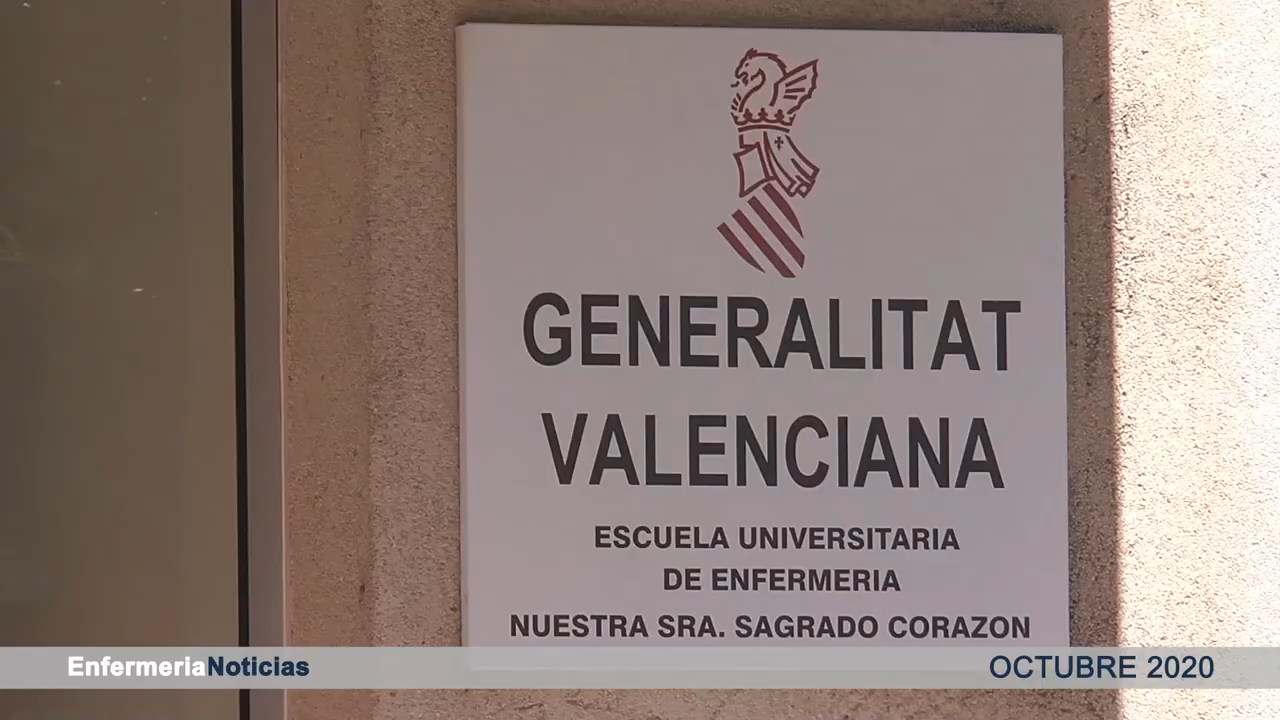 GENERALITAT
VALENCIANA
ESCUELA UNIVERSITARIA
DE ENFERMERIA
NUESTRA SRA. SAGRADO CORAZON
EnfermeriaNoticias
OCTUBRE 2020